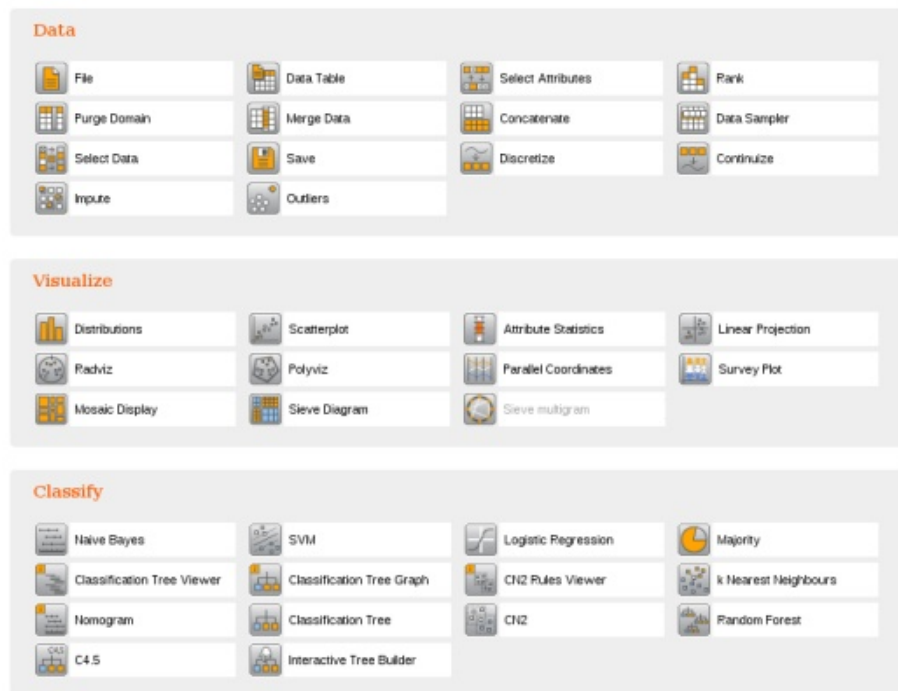 Data
File
Data Table
Select Attributes
Rank
Purge Domain
Merge Data
Concatenate
Data Sampler
Select Data
Save
Discretize
Continuize
Impute
Outliers
Visualize
Distributions
Scatterplot
Attribute Statistics
Linear Projection
Radviz
Polyviz
Parallel Coordinates
Survey Plot
Mosaic Display
Sieve Diagram
Sieve multigram
Classify
Naive Bayes
SVM
Logistic Regression
Majority
Classification Tree Viewer
Classification Tree Graph
CN2 Rules Viewer
k Nearest Neighbours
Nomogram
Classification Tree
CN2
Random Forest
C4.5
C4.5
Interactive Tree Builder